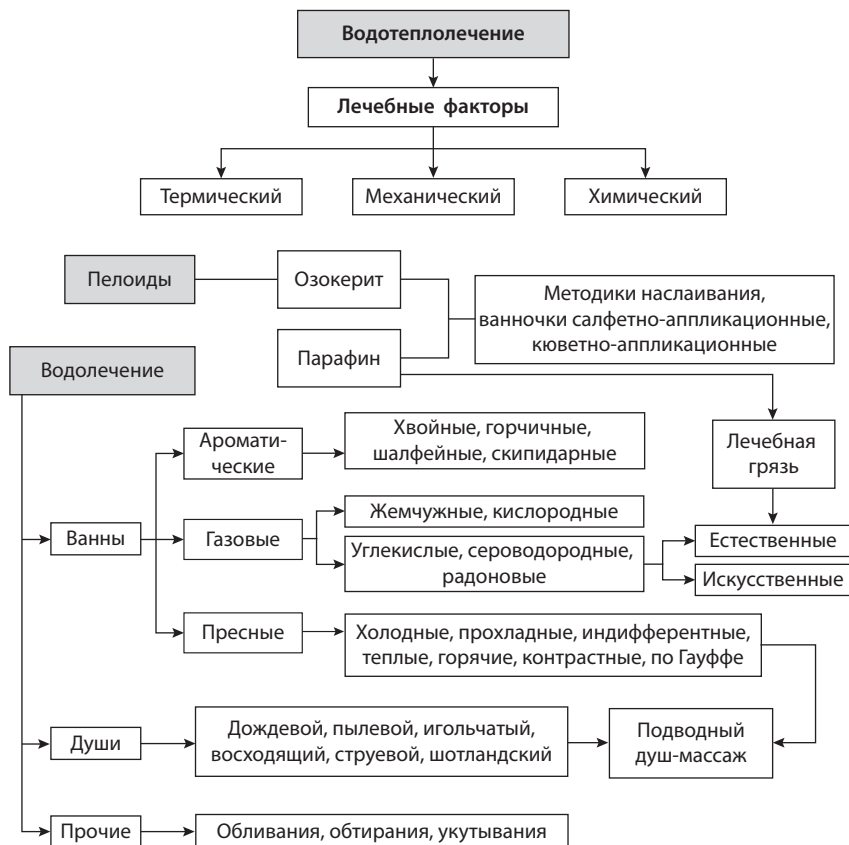 Водотеплолечение
Лечебные факторы
Термический
Механический
Химический
Пелоиды
Озокерит
Парафин
Методики наслаивания,
ванночки салфетно-аппликационные,
кюветно-аппликационные
Лечебная
грязь
Водолечение
Ванны
Аромати-
ческие
Хвойные, горчичные,
шалфейные, скипидарные
Газовые
Жемчужные, кислородные
Углекислые, сероводородные,
радоновые
Естественные
Искусственные
Пресные
Холодные, прохладные, индифферентные,
теплые, горячие, контрастные, по Гауффе
Души
Дождевой, пылевой, игольчатый,
восходящий, струевой, шотландский
Подводный
душ-массаж
Прочие
Обливания, обтирания, укутывания